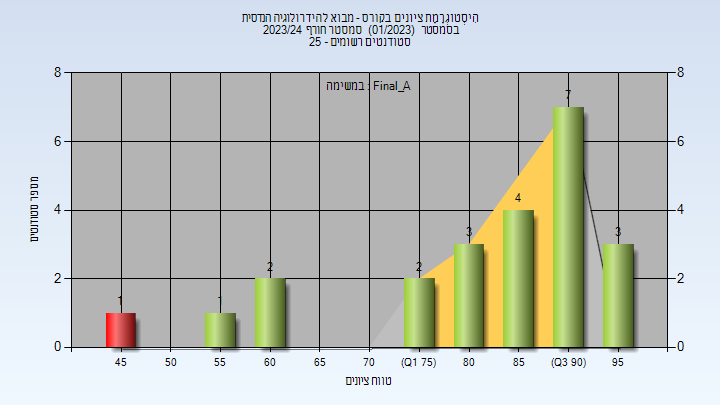 הִיסְטוֹגְרַמַת ציונים בקורס - מבוא להידרולוגיה הנדסית
בסמסטר (01/2023) סמסטר חורף 2023/24
סטודנטים רשומים - 25
במשימה : Final_A
מספר סטודנטים
8
6
4
2
0
8
6
4
2
0
1
1
2
2
3
4
7
3
45 50 55 60 65 70 (Q1 75) 80 85 (Q3 90) 95
טווח ציונים